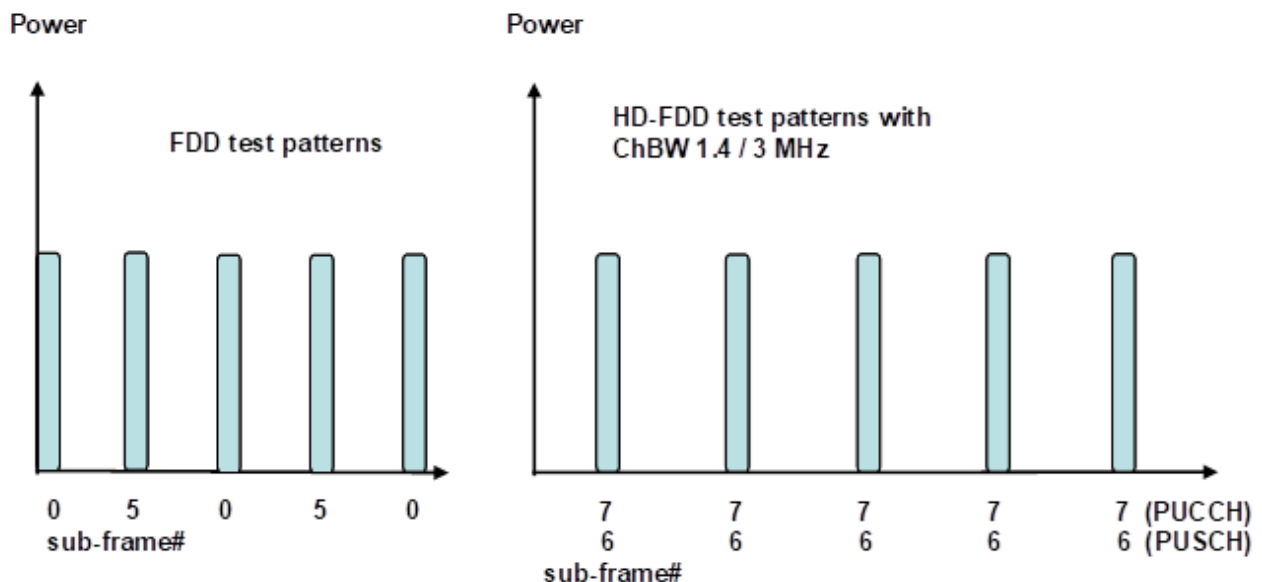 Power
FDD test patterns
0 5 0 5 0
sub-frame#
Power
HD-FDD test patterns with
ChBW 1.4 / 3 MHz
7 7 7 7 7 (PUCCH)
6 6 6 6 6 (PUSCH)
sub-frame#